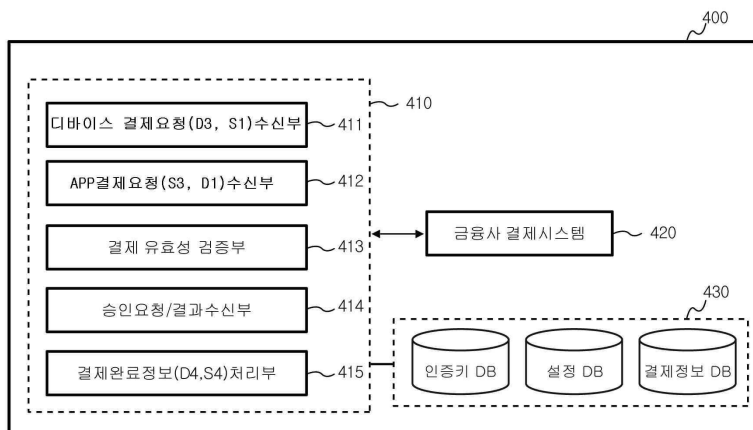 400
410
디바이스 결제요청(D3, S1)수신부
411
APP결제요청(S3, D1)수신부
412
결제 유효성 검증부
413
금융사 결제시스템
420
승인요청/결과수신부
414
430
결제완료정보(D4,S4)처리부
415
인증키 DB
설정 DB
결제정보 DB